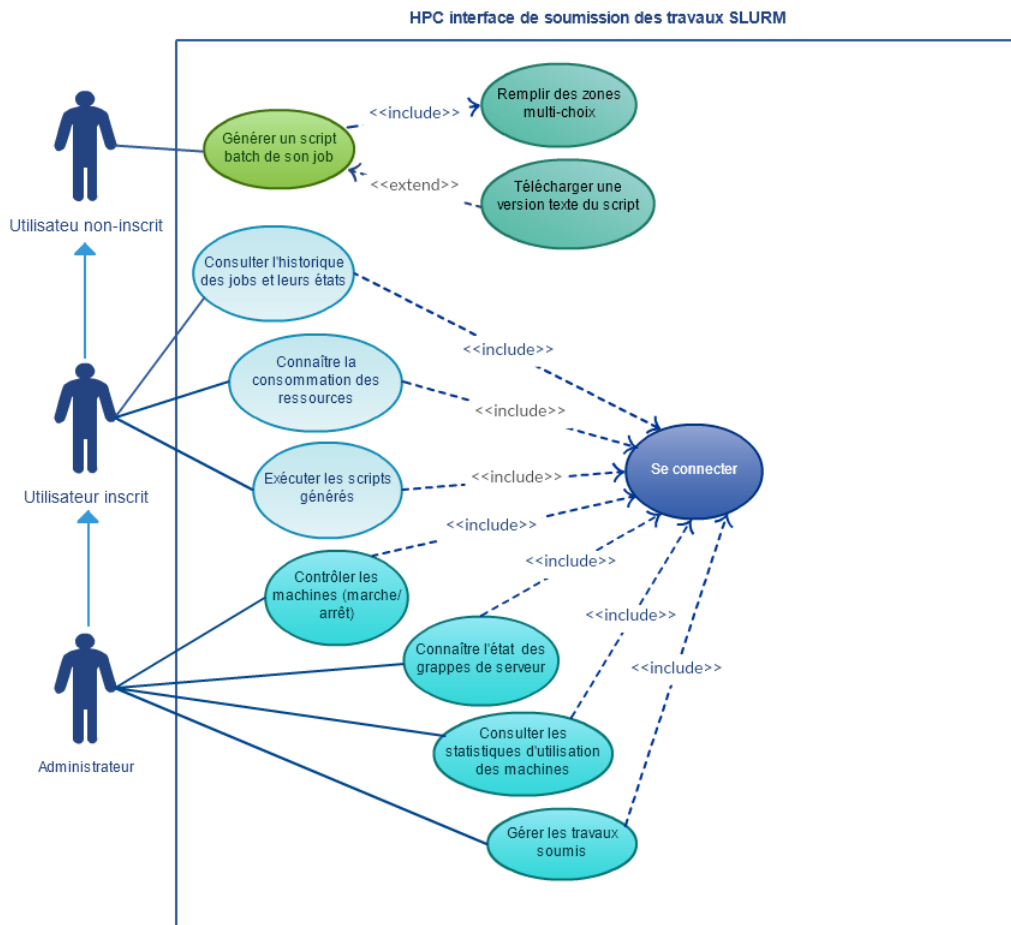 HPC interface de soumission des travaux SLURM
Remplir des zones
multi-choix
<<include>>
Générer un script
batch de son job
<<extend>>
Télécharger une
version texte du script
Utilisateu non-inscrit
Consulter l'historique
des jobs et leurs états
<<include>>
Connaître la
consommation des
ressources
<<include>>
Se connecter
Utilisateur inscrit
Exécuter les scripts
générés
<<include>>
<<include>>
Contrôler les
machines (marche/
arrêt)
<<include>>
<<include>>
Connaître l'état des
grappes de serveur
<<include>>
Consulter les
statistiques d'utilisation
des machines
Administrateur
Gérer les travaux
soumis